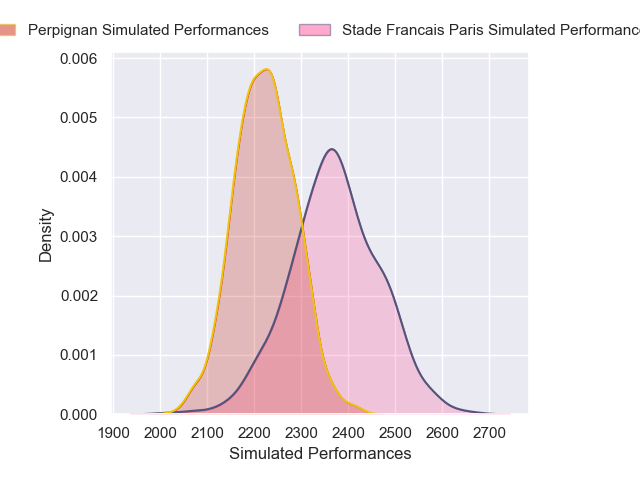 Perpignan Simulated Performances
Stade Francais Paris Simulated
0.006
0.005
0.004
0.003
0.002
0.001
0.000
Density
1900 2000 2100 2200 2300 2400 2500 2600 2700
Simulated Performances